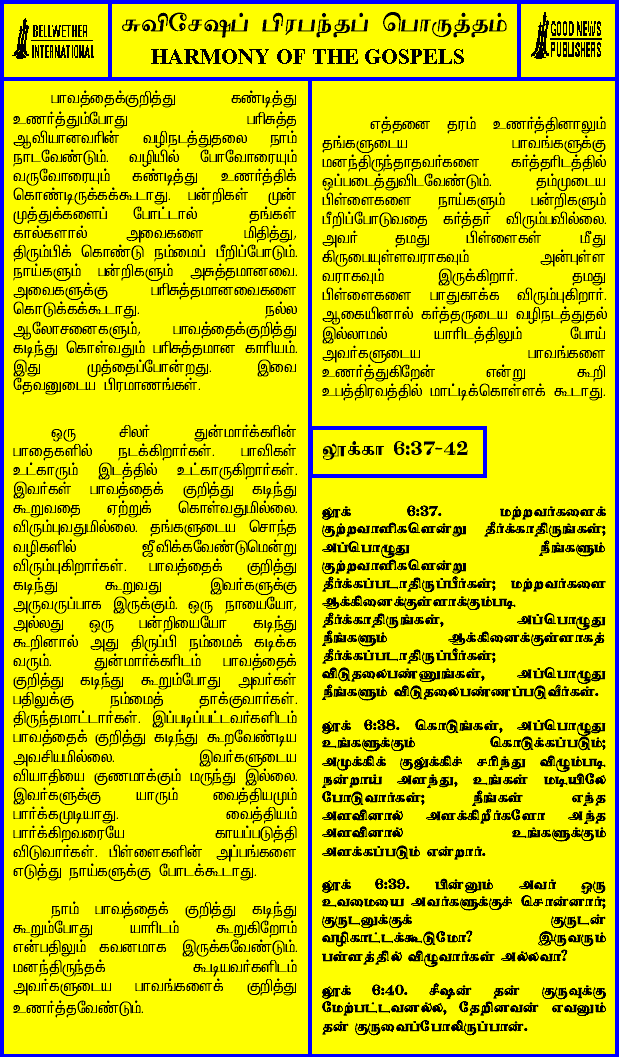 BELLWETHER
INTERNATIONAL
சுவிசேஷப் பிரபந்தப் பொருத்தம்
HARMONY OF THE GOSPELS
GOOD NEWS
PUBLISHERS
பாவத்தைக்குறித்து கண்டித்து
உணர்த்தும்போது பரிசுத்த
ஆவியானவரின் வழிநடத்துதலை நாம்
நாடவேண்டும். வழியில் போவோரையும்
வருவோரையும் கண்டித்து உணர்த்திக்
கொண்டிருக்கக்கூடாது. பன்றிகள் முன்
முத்துக்களைப் போட்டால் தங்கள்
கால்களால் அவைகளை மிதித்து,
திரும்பிக் கொண்டு நம்மைப் பீறிப்போடும்.
நாய்களும் பன்றிகளும் அசுத்தமானவை.
அவைகளுக்கு பரிசுத்தமானவைகளை
கொடுக்கக்கூடாது. நல்ல
ஆலோசனைகளும், பாவத்தைக்குறித்து
கடிந்து கொள்வதும் பரிசுத்தமான காரியம்.
இது முத்தைப்போன்றது. இவை
தேவனுடைய பிரமாணங்கள்.
ஒரு சிலர் துன்மார்க்கரின்
பாதைகளில் நடக்கிறார்கள். பாவிகள்
உட்காரும் இடத்தில் உட்காருகிறார்கள்.
இவர்கள் பாவத்தைக் குறித்து கடிந்து
கூறுவதை ஏற்றுக் கொள்வதுமில்லை.
விரும்புவதுமில்லை. தங்களுடைய சொந்த
வழிகளில் ஜீவிக்கவேண்டுமென்று
விரும்புகிறார்கள். பாவத்தைக் குறித்து
கடிந்து கூறுவது இவர்களுக்கு
அருவருப்பாக இருக்கும். ஒரு நாயையோ,
அல்லது ஒரு பன்றியையோ கடிந்து
கூறினால் அது திருப்பி நம்மைக் கடிக்க
வரும். துன்மார்க்கரிடம் பாவத்தைக்
குறித்து கடிந்து கூறும்போது அவர்கள்
பதிலுக்கு நம்மைத் தாக்குவார்கள்.
திருந்தமாட்டார்கள். இப்படிப்பட்டவர்களிடம்
பாவத்தைக் குறித்து கடிந்து கூறவேண்டிய
அவசியமில்லை. இவர்களுடைய
வியாதியை குணமாக்கும் மருந்து இல்லை.
இவர்களுக்கு யாரும் வைத்தியமும்
பார்க்கமுடியாது. வைத்தியம்
பார்க்கிறவரையே காயப்படுத்தி
விடுவார்கள். பிள்ளைகளின் அப்பங்களை
எடுத்து நாய்களுக்கு போடக்கூடாது.
நாம் பாவத்தைக் குறித்து கடிந்து
கூறும்போது யாரிடம் கூறுகிறோம்
என்பதிலும் கவனமாக இருக்கவேண்டும்.
மனந்திருந்தக் கூடியவர்களிடம்
அவர்களுடைய பாவங்களைக் குறித்து
உணர்த்தவேண்டும்.
எத்தனை தரம் உணர்த்தினாலும்
தங்களுடைய பாவங்களுக்கு
மனந்திருந்தாதவர்களை கர்த்தரிடத்தில்
ஒப்படைத்துவிடவேண்டும். தம்முடைய
பிள்ளைகளை நாய்களும் பன்றிகளும்
பீறிப்போடுவதை கர்த்தர் விரும்பவில்லை.
அவர் தமது பிள்ளைகள் மீது
கிருபையுள்ளவராகவும் அன்புள்ள
வராகவும் இருக்கிறார். தமது
பிள்ளைகளை பாதுகாக்க விரும்புகிறார்.
ஆகையினால் கர்த்தருடைய வழிநடத்துதல்
இல்லாமல் யாரிடத்திலும் போய்
அவர்களுடைய பாவங்களை
உணர்த்துகிறேன் என்று கூறி
உபத்திரவத்தில் மாட்டிக்கொள்ளக் கூடாது.
லூக்கா 6:37-42
லூக் 6:37. மற்றவர்களைக்
குற்றவாளிகளென்று தீர்க்காதிருங்கள்;
அப்பொழுது நீங்களும்
குற்றவாளிகளென்று
தீர்க்கப்படாதிருப்பீர்கள்; மற்றவர்களை
ஆக்கினைக்குள்ளாக்கும்படி
தீர்க்காதிருங்கள், அப்பொழுது
நீங்களும் ஆக்கினைக்குள்ளாகத்
தீர்க்கப்படாதிருப்பீர்கள்;
விடுதலைபண்ணுங்கள், அப்பொழுது
நீங்களும் விடுதலைபண்ணப்படுவீர்கள்.
லூக் 6:38. கொடுங்கள், அப்பொழுது
உங்களுக்கும் கொடுக்கப்படும்;
அமுக்கிக் குலுக்கிச் சரிந்து விழும்படி
நன்றாய் அளந்து, உங்கள் மடியிலே
போடுவார்கள்; நீங்கள் எந்த
அளவினால் அளக்கிறீர்களோ அந்த
அளவினால் உங்களுக்கும்
அளக்கப்படும் என்றார்.
லூக் 6:39. பின்னும் அவர் ஒரு
உவமையை அவர்களுக்குச் சொன்னார்;
குருடனுக்குக் குருடன்
வழிகாட்டக்கூடுமோ? இருவரும்
பள்ளத்தில் விழுவார்கள் அல்லவா?
லூக் 6:40. சீஷன் தன் குருவுக்கு
மேற்பட்டவனல்ல, தேறினவன் எவனும்
தன் குருவைப்போலிருப்பான்.